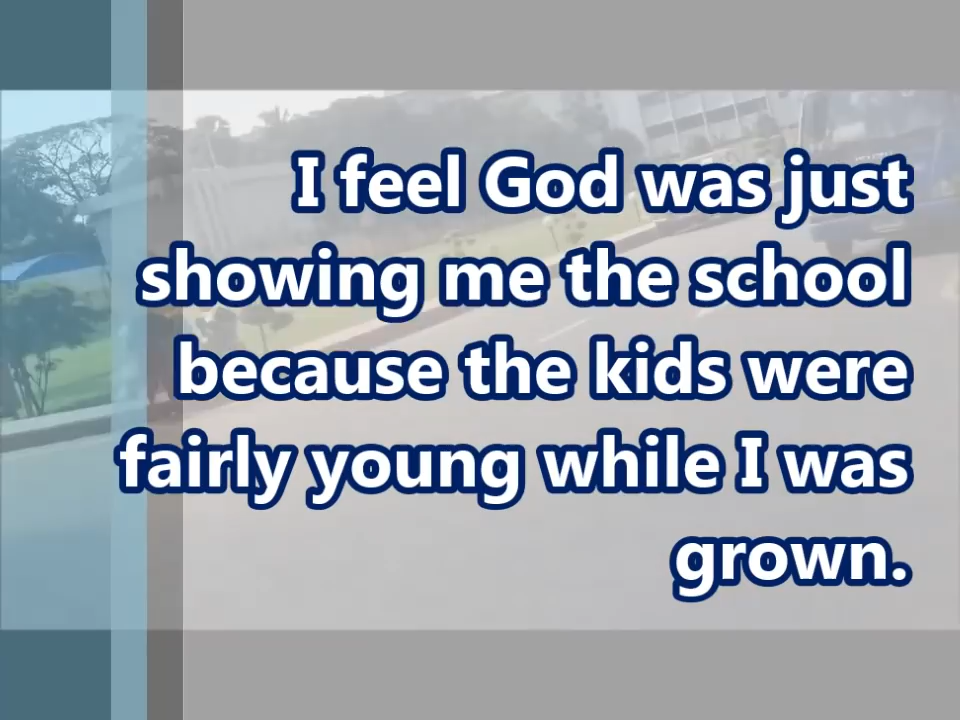 I feel God was just
showing me the school
because the kids were
fairly young while I was
grown.